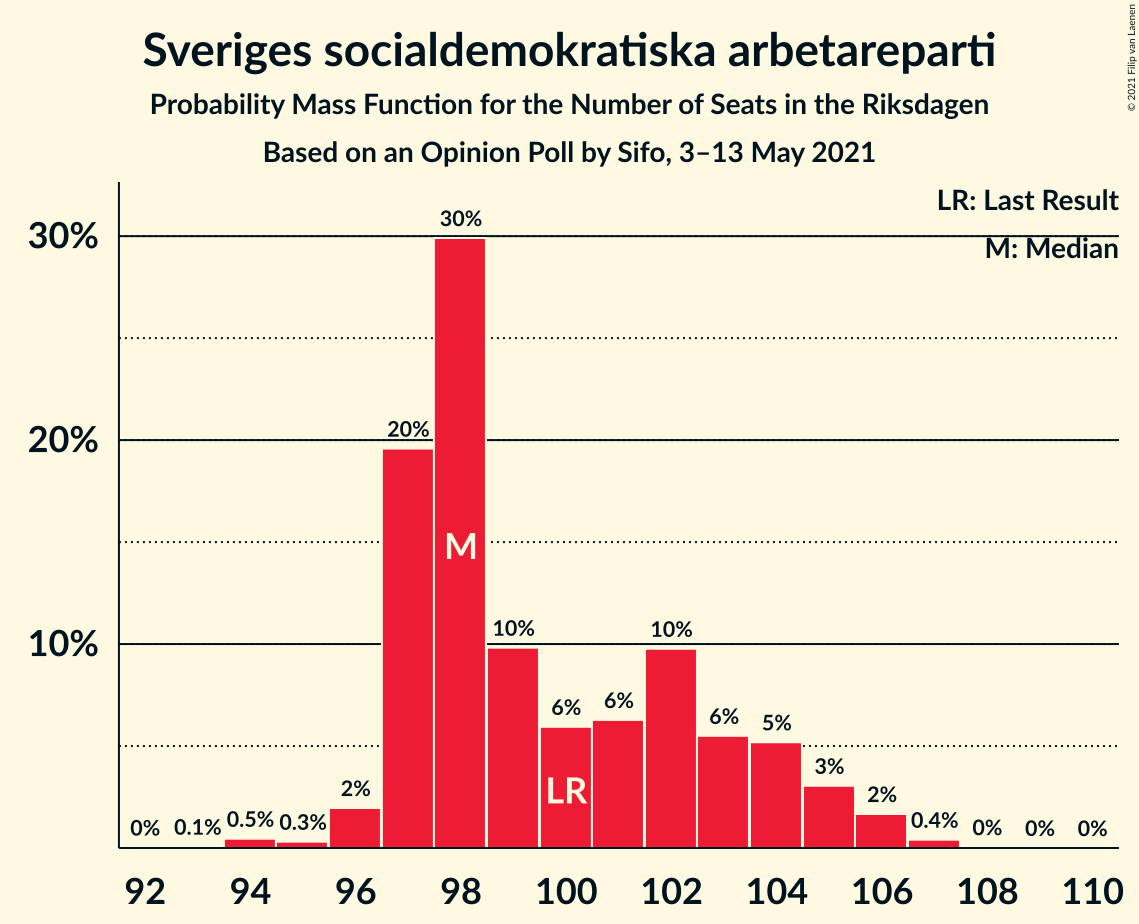 Sveriges socialdemokratiska arbetareparti
Probability Mass Function for the Number of Seats in the Riksdagen
Based on an Opinion Poll by Sifo, 3–13 May 2021
© 2021 Filip van Laenen
LR: Last Result
M: Median
30%
20%
10%
0%
0.1%
0.5%
0.3%
2%
20%
30%
10%
6%
6%
10%
6%
5%
3%
2%
0.4%
0%
0%
0%
M
LR
92 94 96 98 100 102 104 106 108 110